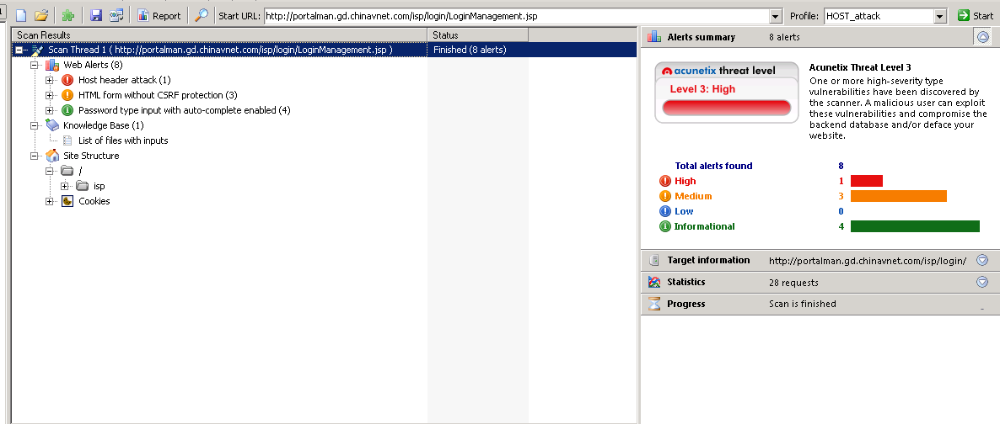 Report
Start URL: http://portalman.gd.chinavnet.com/isp/login/LoginManagement.jsp
Profile: HOST_attack
Start
Scan Results
Status
Scan Thread 1 ( http://portalman.gd.chinavnet.com/isp/login/LoginManagement.jsp )
Finished (8 alerts)
Web Alerts (8)
Host header attack (1)
HTML form without CSRF protection (3)
Password type input with auto-complete enabled (4)
Knowledge Base (1)
List of files with inputs
Site Structure
/
isp
Cookies
Alerts summary 8 alerts
acunetix threat level
Level 3: High
Acunetix Threat Level 3
One or more high-severity type
vulnerabilities have been discovered by
the scanner. A malicious user can exploit
these vulnerabilities and compromise the
backend database and/or deface your
website.
Total alerts found 8
High 1
Medium 3
Low 0
Informational 4
Target information http://portalman.gd.chinavnet.com/isp/login/
Statistics 28 requests
Progress Scan is finished